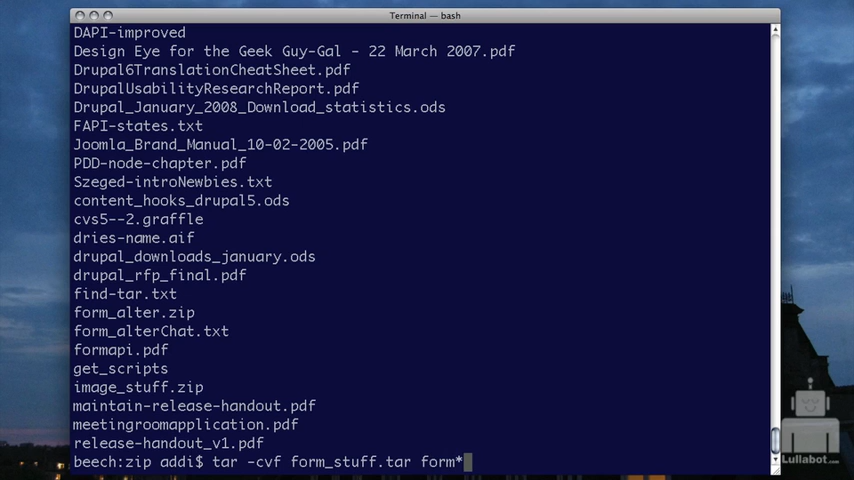 Terminal — bash
DAPI-improved
Design Eye for the Geek Guy-Gal - 22 March 2007.pdf
Drupal6TranslationCheatSheet.pdf
DrupalUsabilityResearchReport.pdf
Drupal_January_2008_Download_statistics.ods
FAPI-states.txt
Joomla_Brand_Manual_10-02-2005.pdf
PDD-node-chapter.pdf
Szeged-introNewbies.txt
content_hooks_drupal5.ods
cvs5--2.graffle
dries-name.aif
drupal_downloads_january.ods
drupal_rfp_final.pdf
find-tar.txt
form_alter.zip
form_alterChat.txt
formapi.pdf
get_scripts
image_stuff.zip
maintain-release-handout.pdf
meetingroomapplication.pdf
release-handout_v1.pdf
beech:zip addi$ tar -cvf form_stuff.tar form*
Lullabot.com